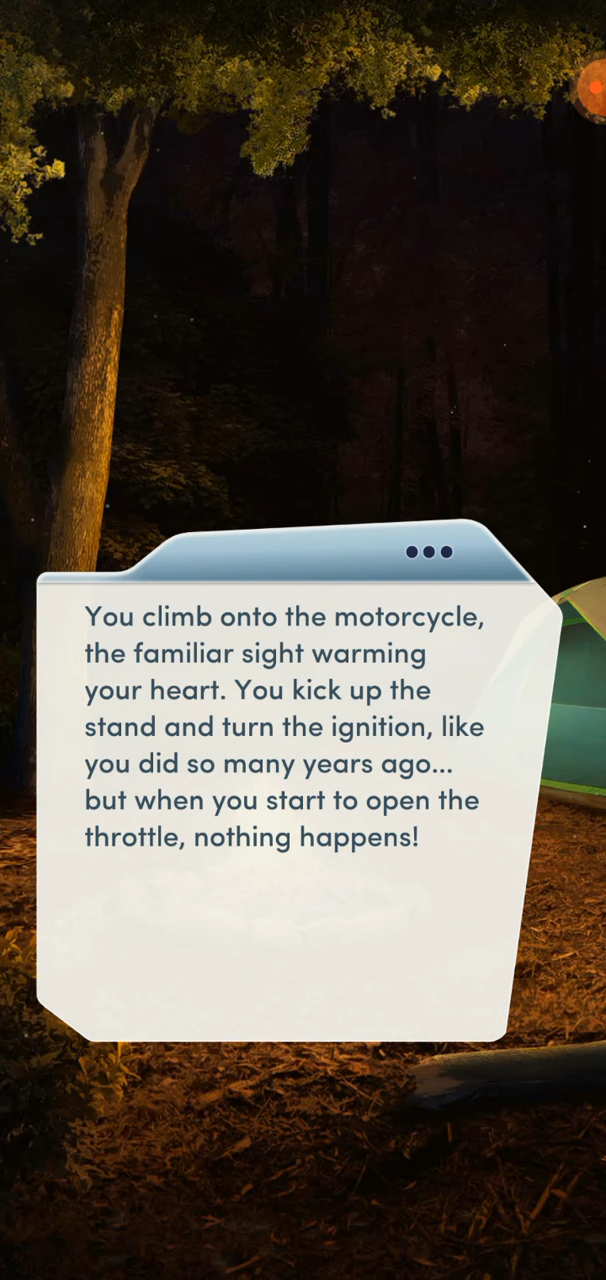 You climb onto the motorcycle,
the familiar sight warming
your heart. You kick up the
stand and turn the ignition, like
you did so many years ago...
but when you start to open the
throttle, nothing happens!